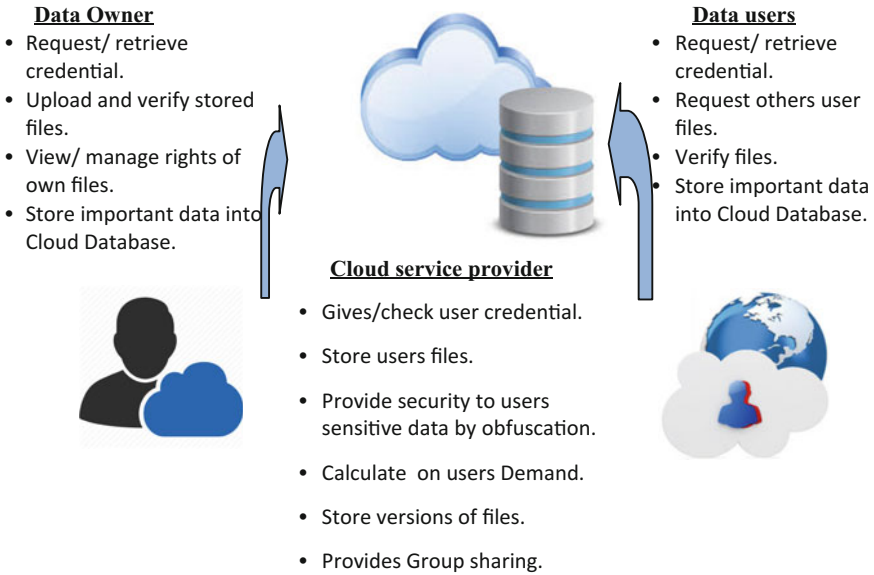 Data Owner
• Request/ retrieve
credential.
• Upload and verify stored
files.
• View/ manage rights of
own files.
• Store important data into
Cloud Database.
Data users
• Request/ retrieve
credential.
• Request others user
files.
• Verify files.
• Store important data
into Cloud Database.
Cloud service provider
• Gives/check user credential.
• Store users files.
• Provide security to users
sensitive data by obfuscation.
• Calculate on users Demand.
• Store versions of files.
• Provides Group sharing.